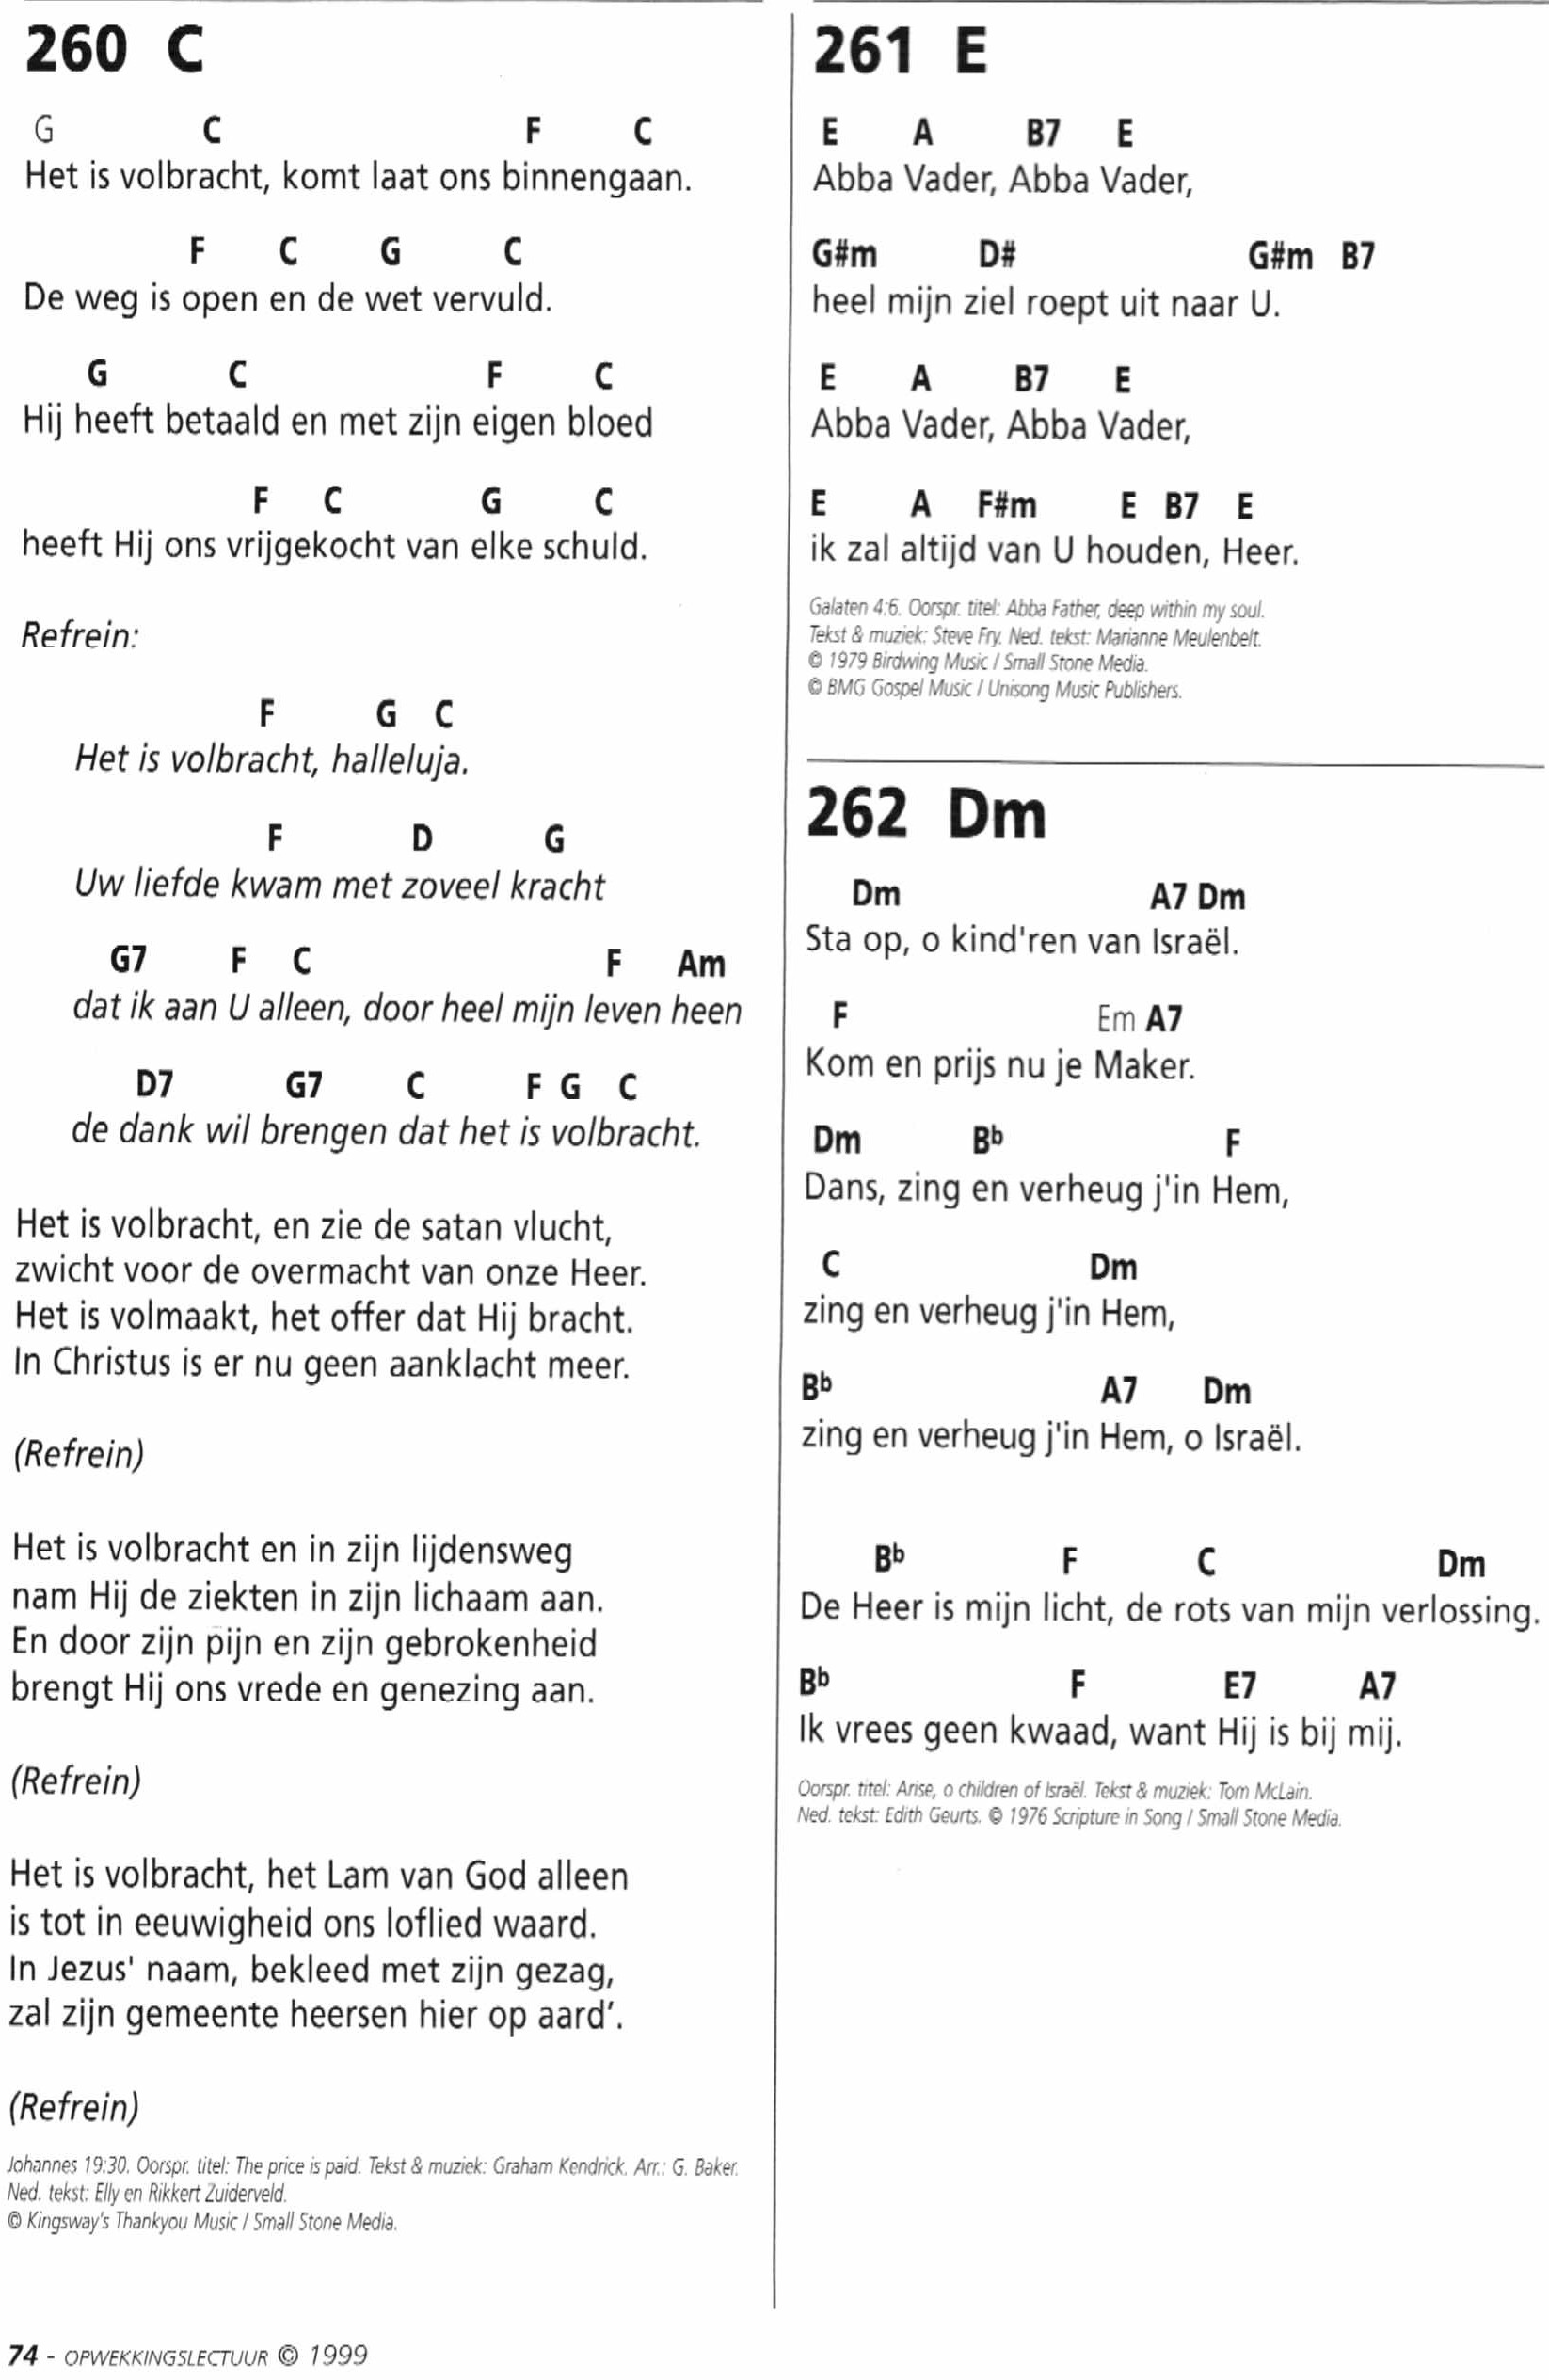 260 C
G C F C
Het is volbracht, komt laat ons binnengaan.
F C G C
De weg is open en de wet vervuld.
G C F C
Hij heeft betaald en met zijn eigen bloed
F C G C
heeft Hij ons vrijgekocht van elke schuld.
Refrein:
F G C
Het is volbracht, halleluja.
F D G
Uw liefde kwam met zoveel kracht
G7 F C F Am
dat ik aan U alleen, door heel mijn leven heen
D7 G7 C F G C
de dank wil brengen dat het is volbracht.
Het is volbracht, en zie de satan vlucht,
zwicht voor de overmacht van onze Heer.
Het is volmaakt, het offer dat Hij bracht.
In Christus is er nu geen aanklacht meer.
(Refrein)
Het is volbracht en in zijn lijdensweg
nam Hij de ziekten in zijn lichaam aan.
En door zijn pijn en zijn gebrokenheid
brengt Hij ons vrede en genezing aan.
(Refrein)
Het is volbracht, het Lam van God alleen
is tot in eeuwigheid ons loflied waard.
In Jezus' naam, bekleed met zijn gezag,
zal zijn gemeente heersen hier op aard'.
(Refrein)
Johannes 19:30. Oorspr. titel: The price is paid. Tekst & muziek: Graham Kendrick. Arr.: G. Baker.
Ned. tekst: Elly en Rikkert Zuiderveld.
© Kingsway's Thankyou Music / Small Stone Media.
261 E
E A B7 E
Abba Vader, Abba Vader,
G#m D# G#m B7
heel mijn ziel roept uit naar U.
E A B7 E
Abba Vader, Abba Vader,
E A F#m E B7 E
ik zal altijd van U houden, Heer.
Galaten 4:6. Oorspr. titel: Abba Father, deep within my soul.
Tekst & muziek: Steve Fry. Ned. tekst: Marianne Meulenbelt.
© 1979 Birdwing Music / Small Stone Media.
© BMG Gospel Music / Unisong Music Publishers.
262 Dm
Dm A7 Dm
Sta op, o kind'ren van Israël.
F Em A7
Kom en prijs nu je Maker.
Dm Bb F
Dans, zing en verheug j'in Hem,
C Dm
zing en verheug j'in Hem,
Bb A7 Dm
zing en verheug j'in Hem, o Israël.
Bb F C Dm
De Heer is mijn licht, de rots van mijn verlossing.
Bb F E7 A7
Ik vrees geen kwaad, want Hij is bij mij.
Oorspr. titel: Arise, o children of Israël. Tekst & muziek: Tom McLain.
Ned. tekst: Edith Geurts. © 1976 Scripture in Song / Small Stone Media.
74 - OPWEKKINGSLECTUUR © 1999